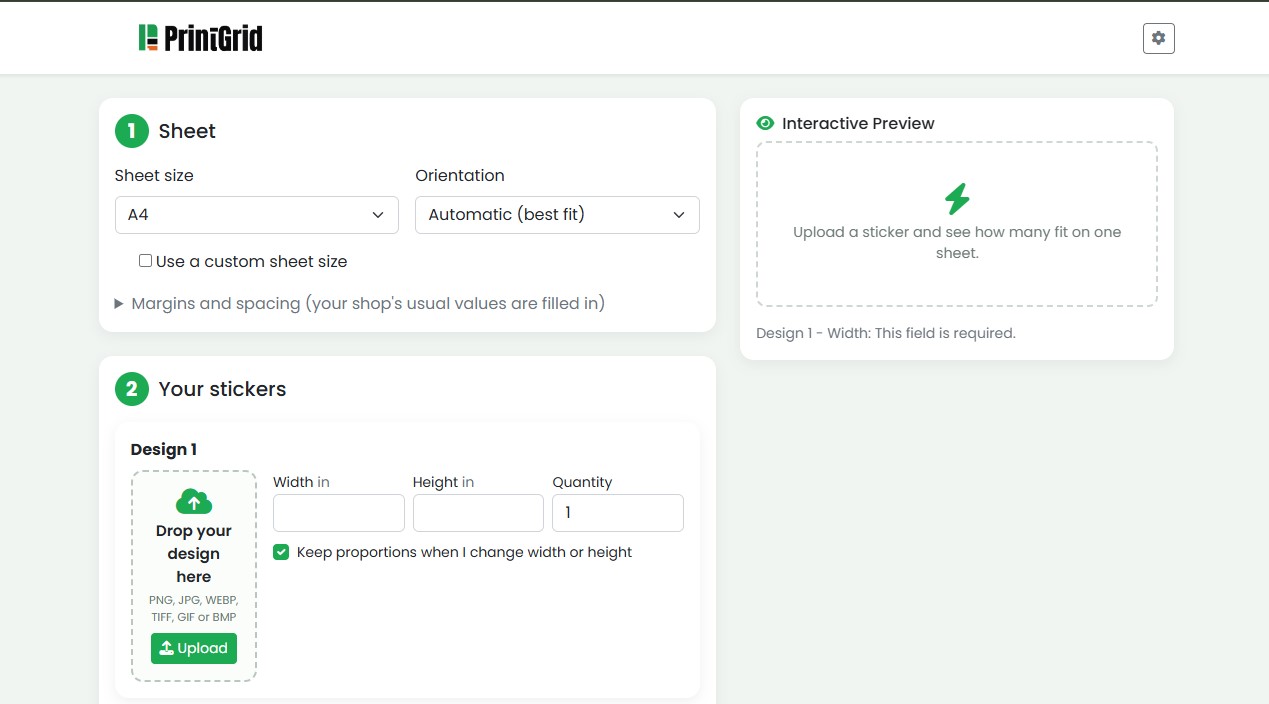 PrintGrid
1 Sheet
Sheet size
Orientation
A4
Automatic (best fit)
Use a custom sheet size
Margins and spacing (your shop's usual values are filled in)
2 Your stickers
Design 1
Drop your
design
here
PNG, JPG, WEBP,
TIFF, GIF or BMP
Upload
Width in
Height in
Quantity
1
Keep proportions when I change width or height
Interactive Preview
Upload a sticker and see how many fit on one
sheet.
Design 1 - Width: This field is required.